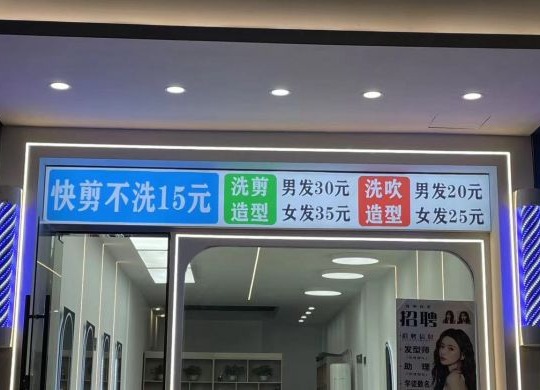 快剪不洗15元
洗剪
造型
男发30元
女发35元
洗吹
造型
男发20元
女发25元
招聘
发型师
助理